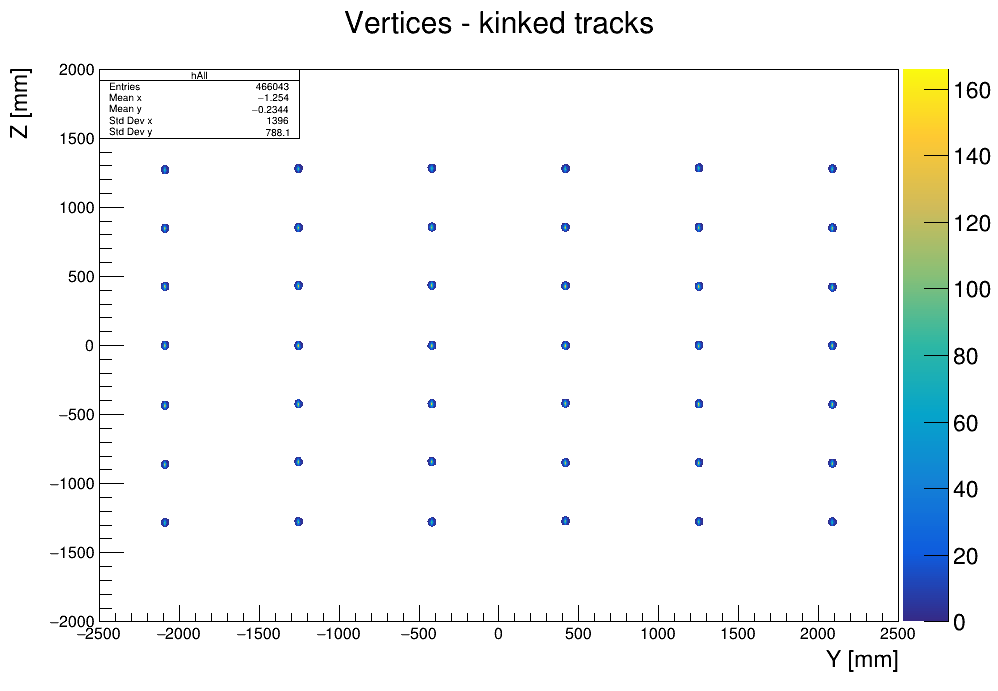 Vertices - kinked tracks
Z [mm]
hAll
Entries 466043
Mean x −1.254
Mean y −0.2344
Std Dev x 1396
Std Dev y 788.1
2000
1500
1000
500
0
−500
−1000
−1500
−2000
−2500 −2000 −1500 −1000 −500 0 500 1000 1500 2000 2500
Y [mm]
160
140
120
100
80
60
40
20
0